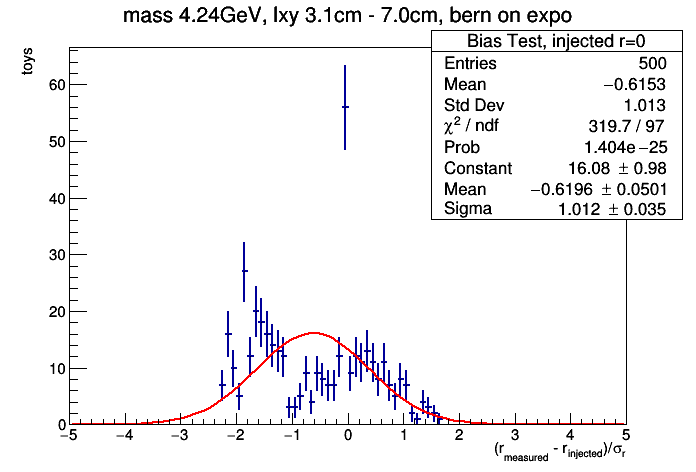 mass 4.24GeV, lxy 3.1cm - 7.0cm, bern on expo
Bias Test, injected r=0
Entries 500
Mean −0.6153
Std Dev 1.013
χ² / ndf 319.7 / 97
Prob 1.404e−25
Constant 16.08 ± 0.98
Mean −0.6196 ± 0.0501
Sigma 1.012 ± 0.035
toys
60
50
40
30
20
10
0
−5 −4 −3 −2 −1 0 1 2 3 4 5
(r_measured - r_injected)/σ_r